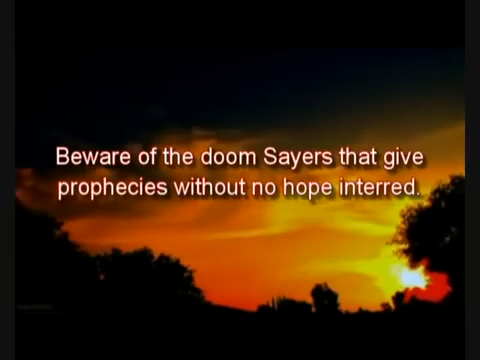 Beware of the doom Sayers that give
prophecies without no hope interred.